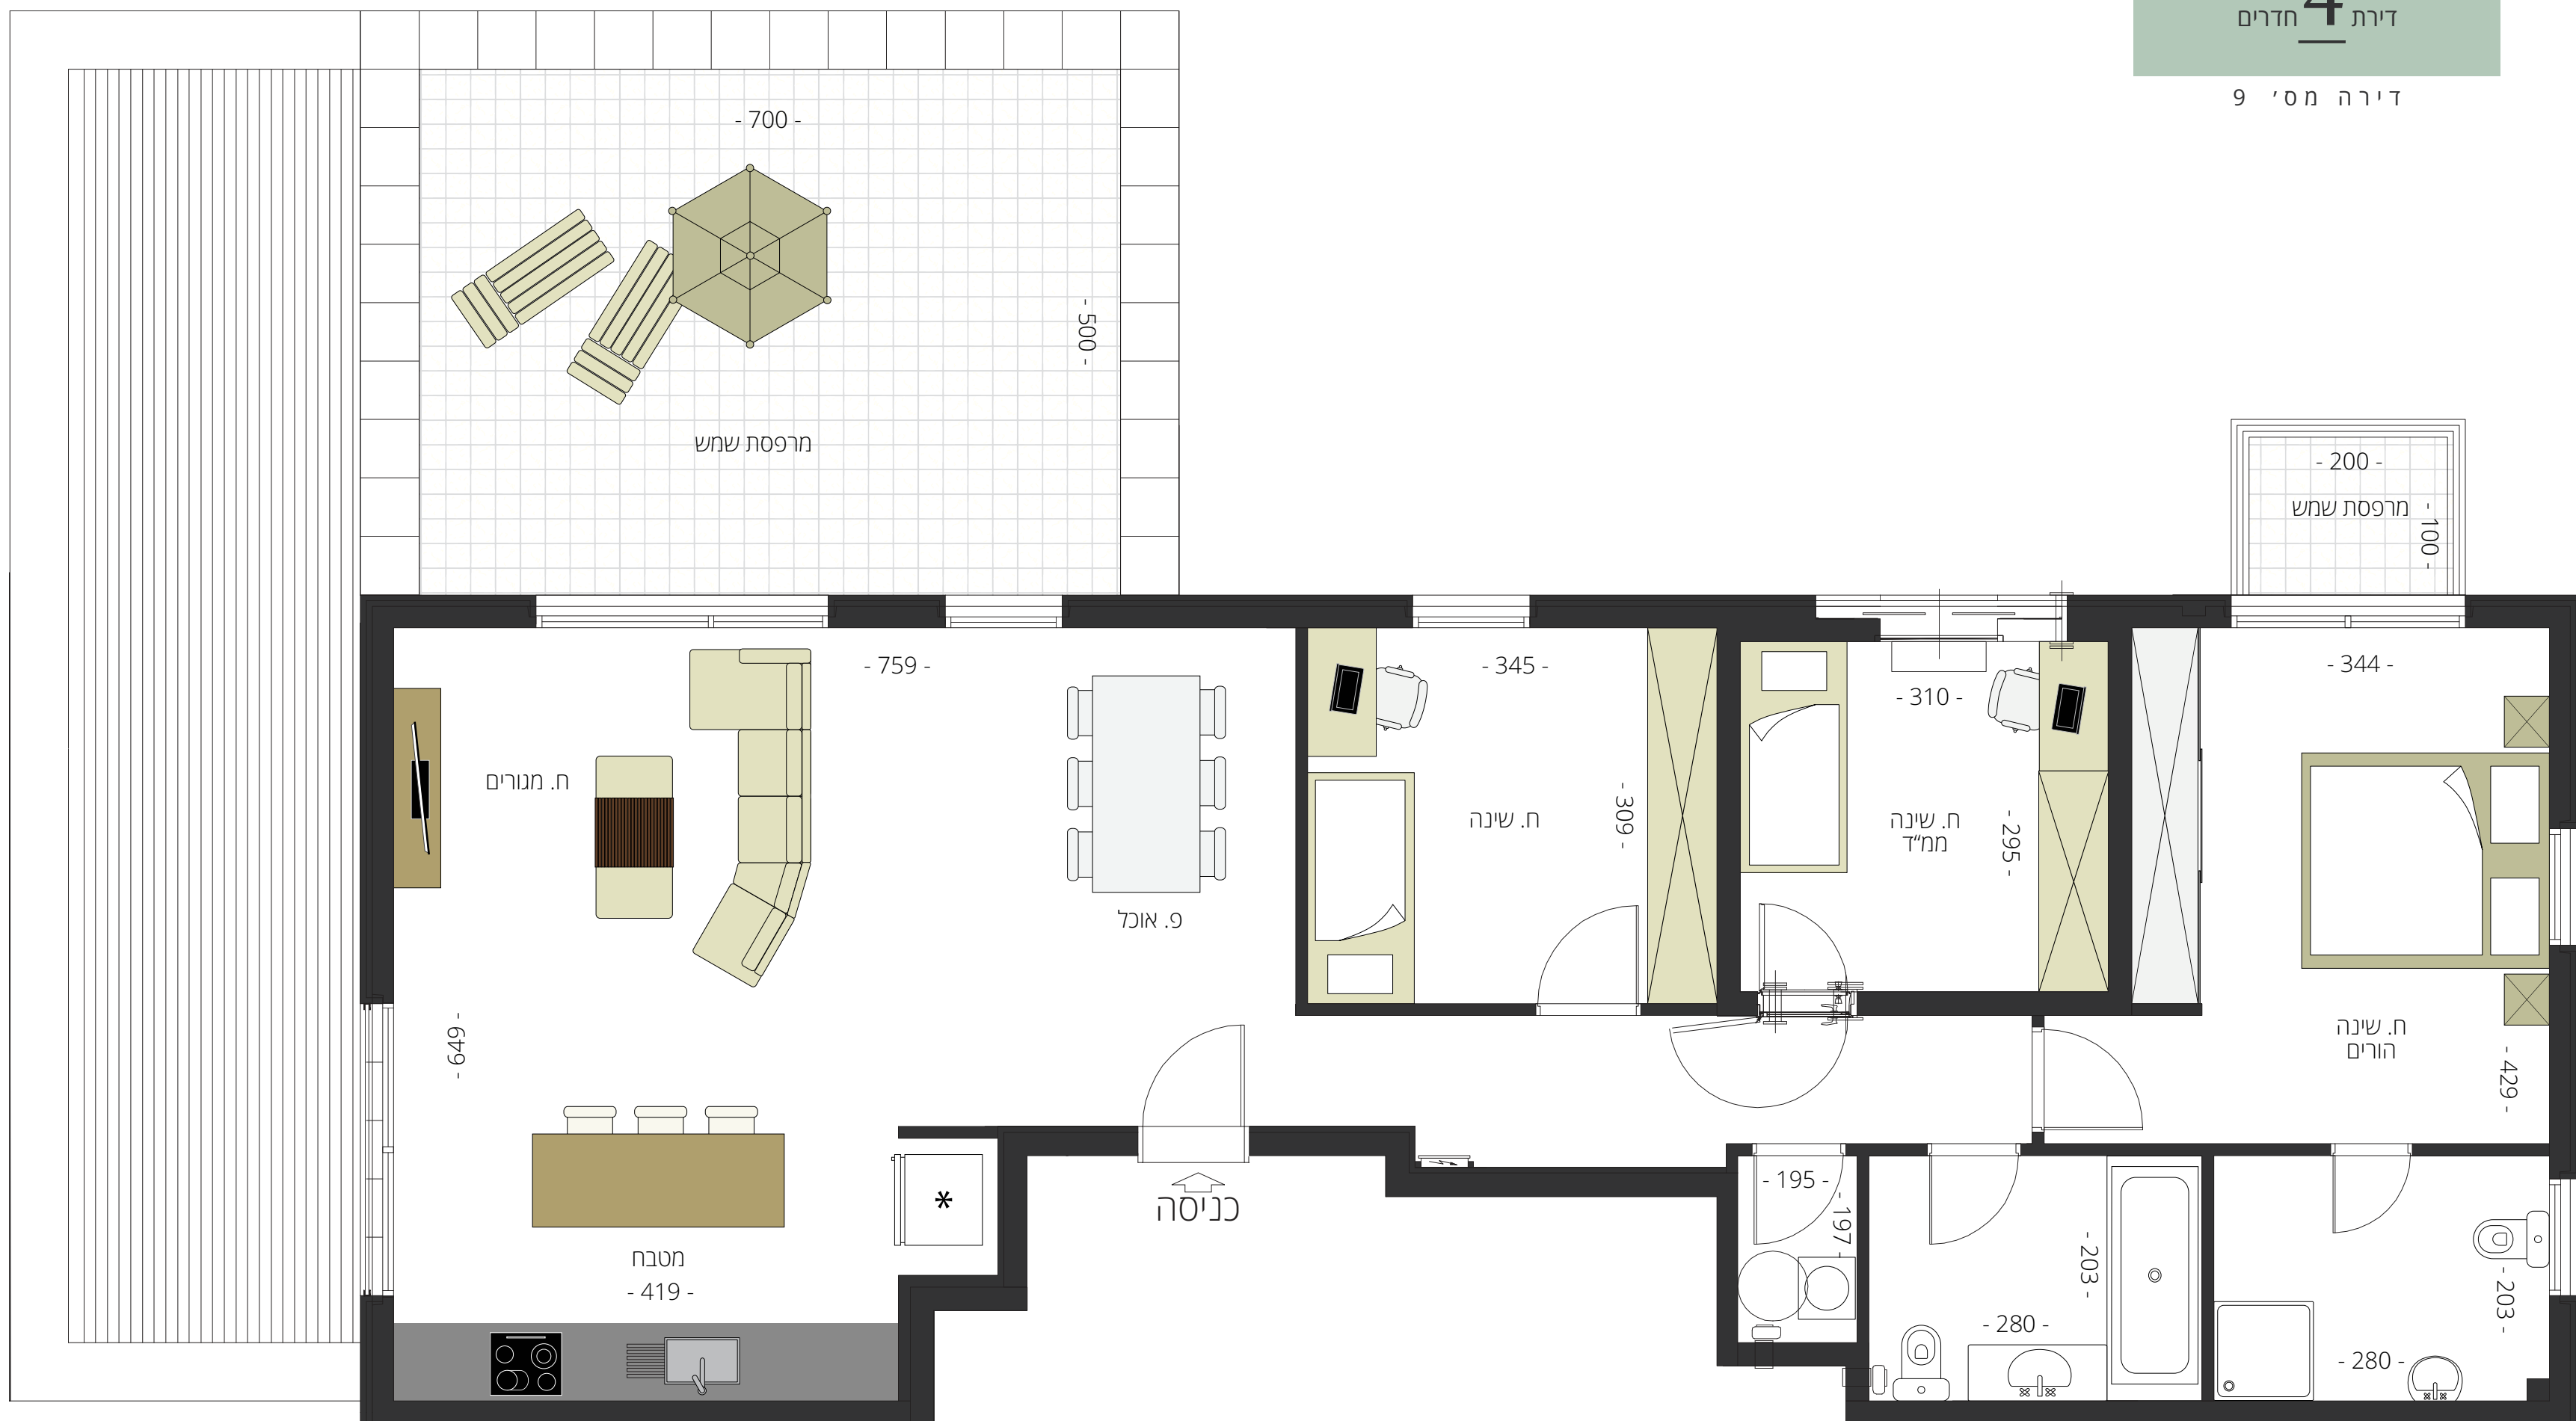 דירת 4 חדרים
דירה מס׳ 9
- 700 -
- 500 -
מרפסת שמש
- 200 -
מרפסת שמש
- 100 -
- 759 -
- 345 -
- 310 -
- 344 -
ח. מגורים
ח. שינה
- 309 -
ח. שינה
ממ״ד
- 295 -
פ. אוכל
- 649 -
ח. שינה
הורים
- 429 -
*
כניסה
- 195 -
- 197 -
- 203 -
- 203 -
מטבח
- 419 -
- 280 -
- 280 -